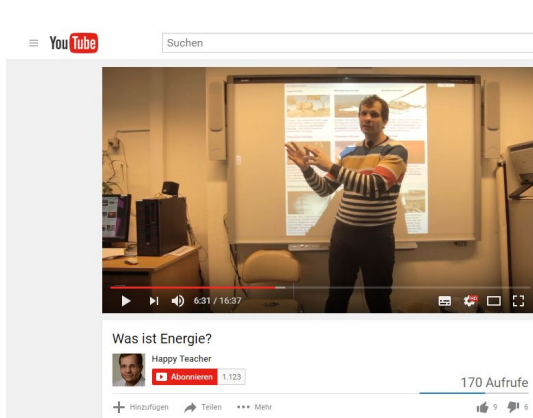 YouTube
Suchen
6:31 / 16:37
Was ist Energie?
Happy Teacher
Abonnieren 1.123
170 Aufrufe
Hinzufügen Teilen Mehr
9 6